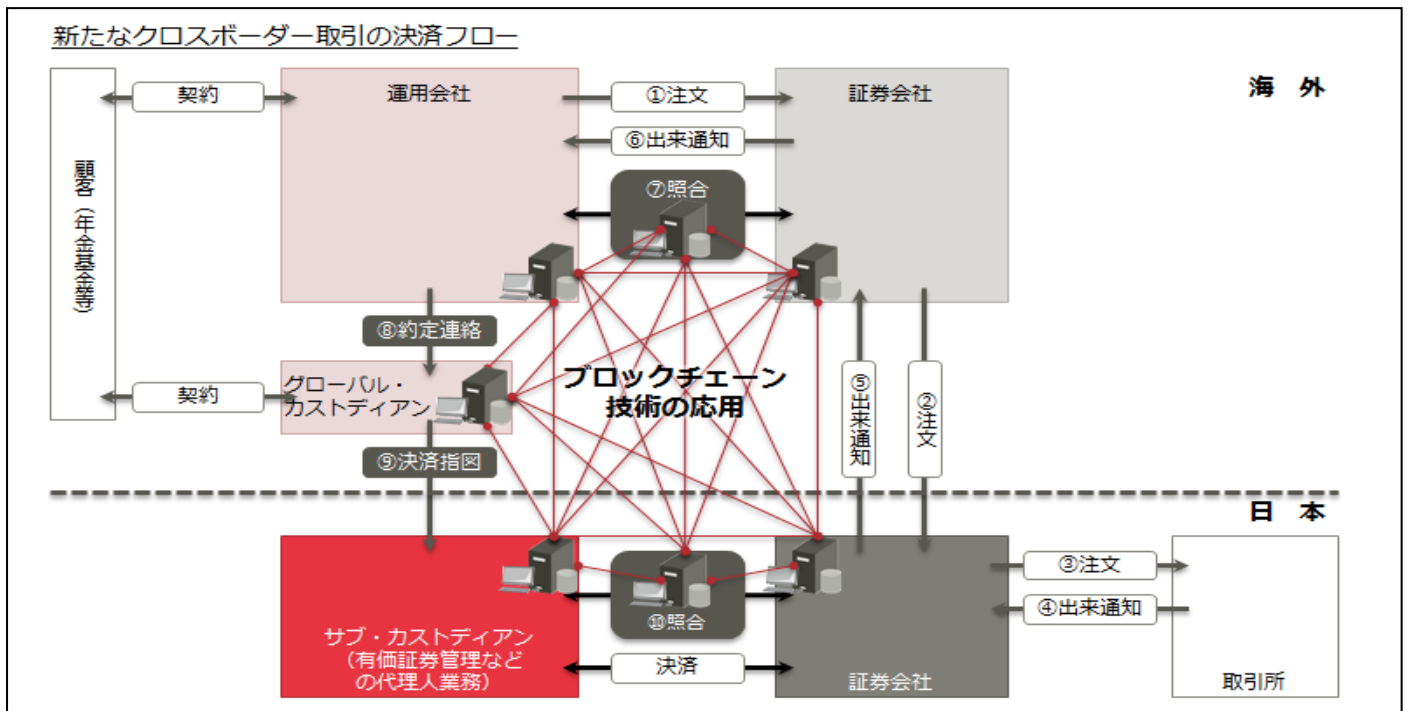 新たなクロスボーダー取引の決済フロー
海 外
顧客（年金基金等）
契約
運用会社
①注文
証券会社
⑥出来通知
⑦照合
⑧約定連絡
契約
グローバル・
カストディアン
ブロックチェーン
技術の応用
⑤出来通知
②注文
⑨決済指図
日 本
③注文
④出来通知
⑩照合
サブ・カストディアン
（有価証券管理など
の代理人業務）
決済
証券会社
取引所